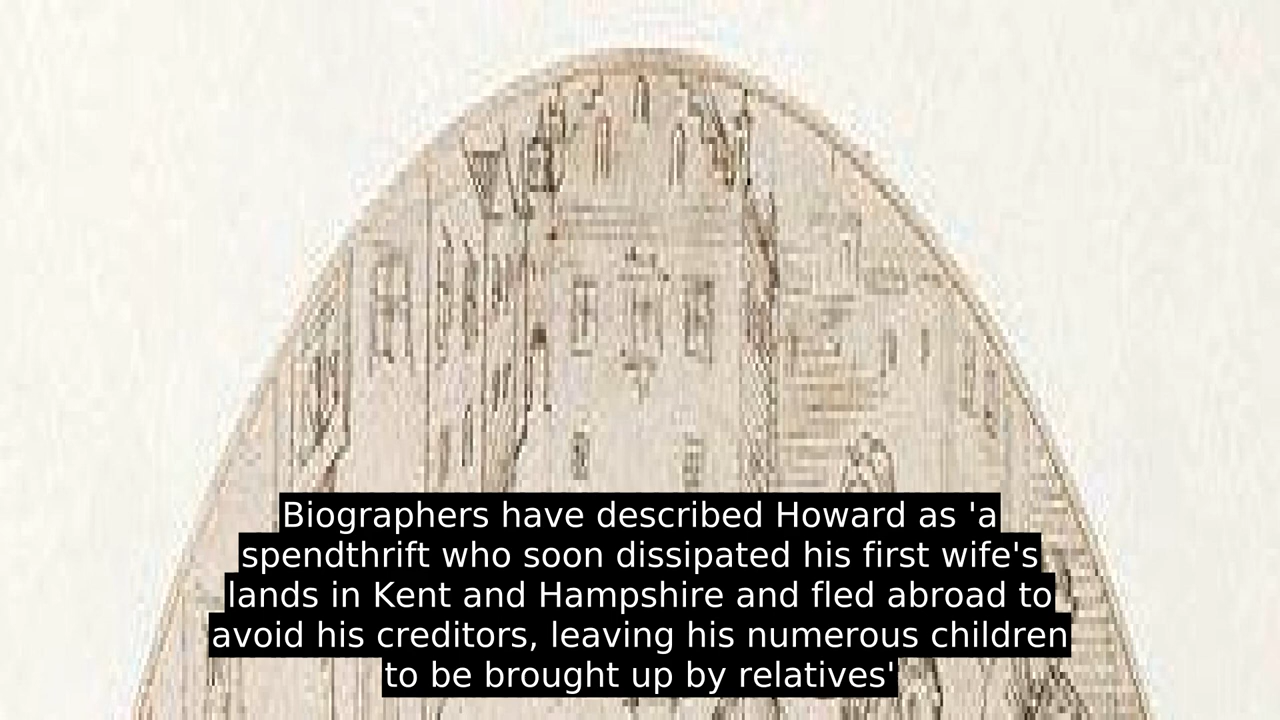 Biographers have described Howard as 'a
spendthrift who soon dissipated his first wife's
lands in Kent and Hampshire and fled abroad to
avoid his creditors, leaving his numerous children
to be brought up by relatives'